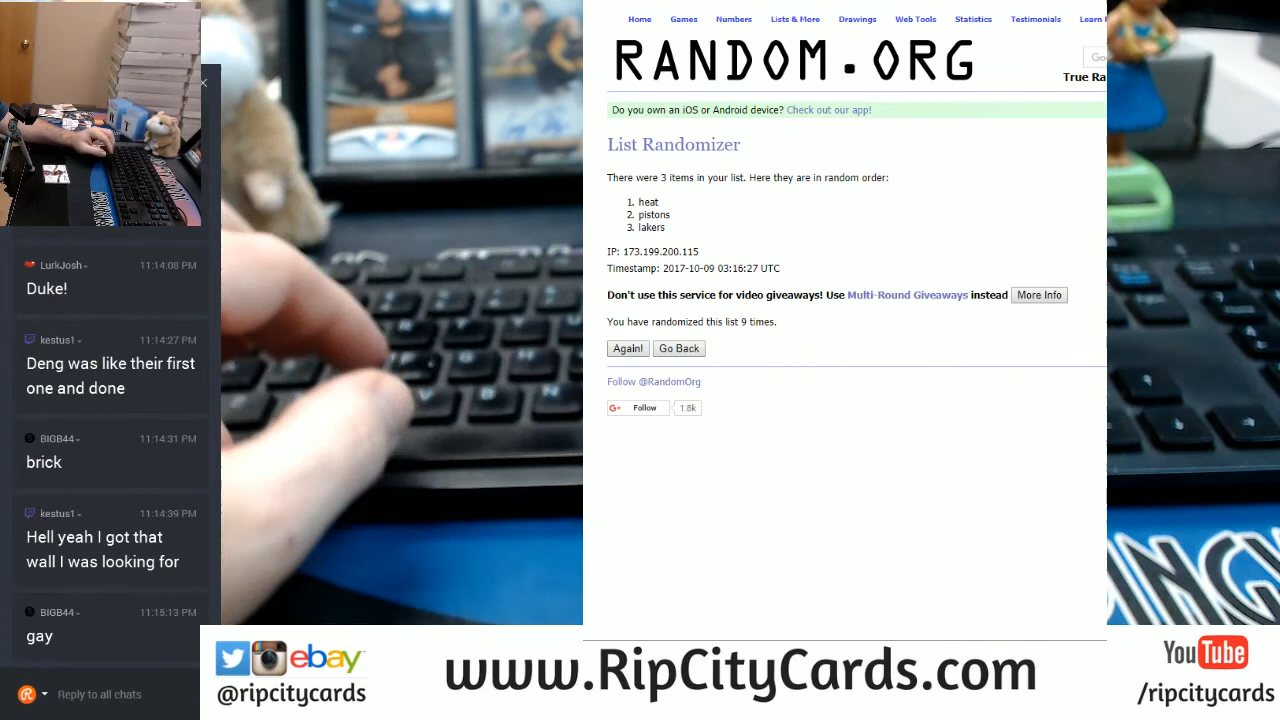 LurkJosh 11:14:08 PM
Duke!
kestus1 11:14:27 PM
Deng was like their first
one and done
BIGB44 11:14:31 PM
brick
kestus1 11:14:39 PM
Hell yeah I got that
wall I was looking for
BIGB44 11:15:13 PM
gay
Reply to all chats
Home Games Numbers Lists & More Drawings Web Tools Statistics Testimonials Learn
RANDOM.ORG
Go
True Ra
Do you own an iOS or Android device? Check out our app!
List Randomizer
There were 3 items in your list. Here they are in random order:
1. heat
2. pistons
3. lakers
IP: 173.199.200.115
Timestamp: 2017-10-09 03:16:27 UTC
Don't use this service for video giveaways! Use Multi-Round Giveaways instead More Info
You have randomized this list 9 times.
Again! Go Back
Follow @RandomOrg
G+ Follow 1.8k
ebay
@ripcitycards
www.RipCityCards.com
YouTube
/ripcitycards